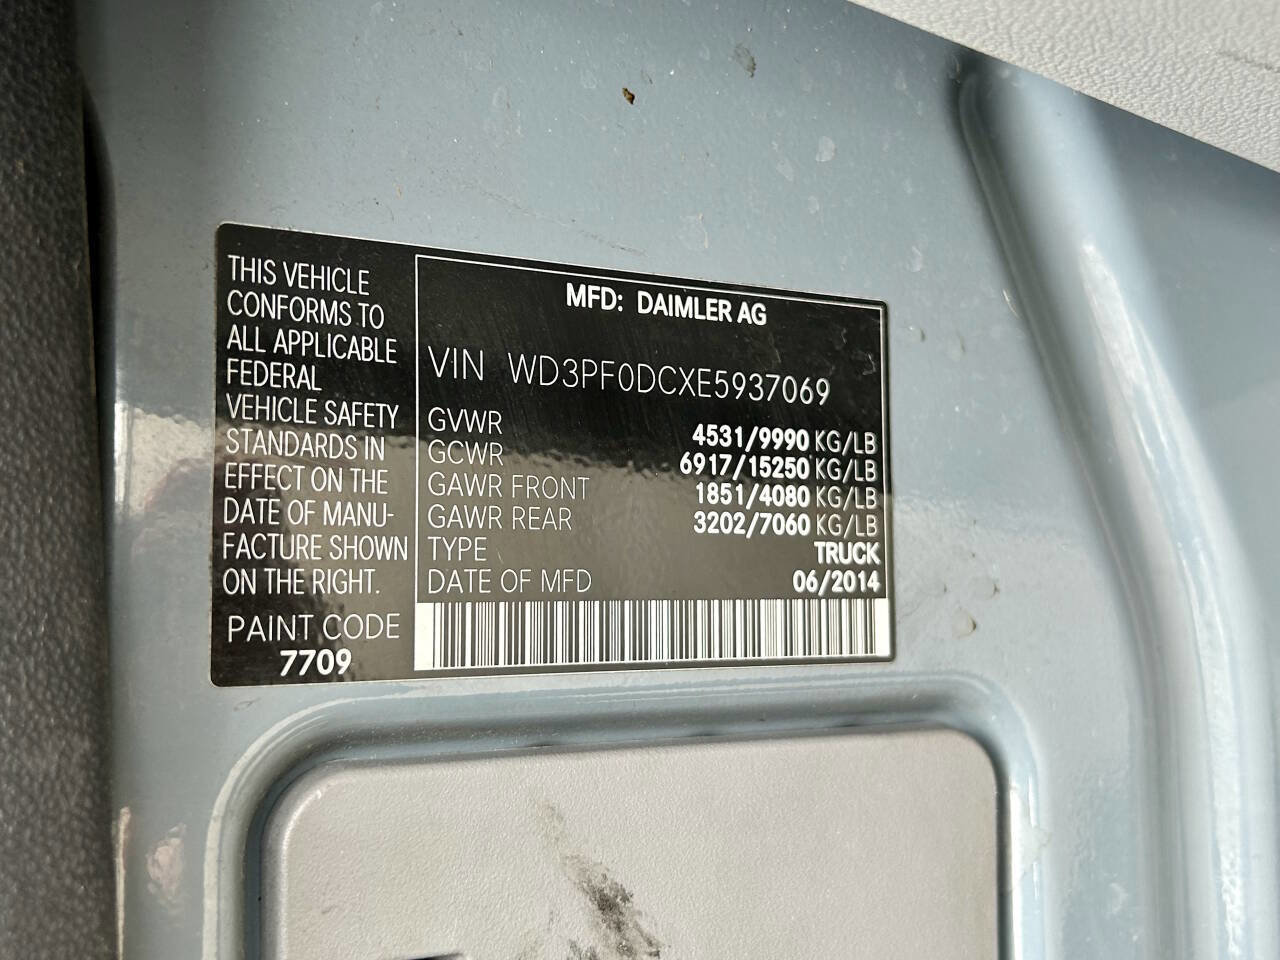 THIS VEHICLE
CONFORMS TO
ALL APPLICABLE
FEDERAL
VEHICLE SAFETY
STANDARDS IN
EFFECT ON THE
DATE OF MANU-
FACTURE SHOWN
ON THE RIGHT.
PAINT CODE
7709
MFD: DAIMLER AG
VIN WD3PF0DCXE5937069
GVWR 4531/9990 KG/LB
GCWR 6917/15250 KG/LB
GAWR FRONT 1851/4080 KG/LB
GAWR REAR 3202/7060 KG/LB
TYPE TRUCK
DATE OF MFD 06/2014